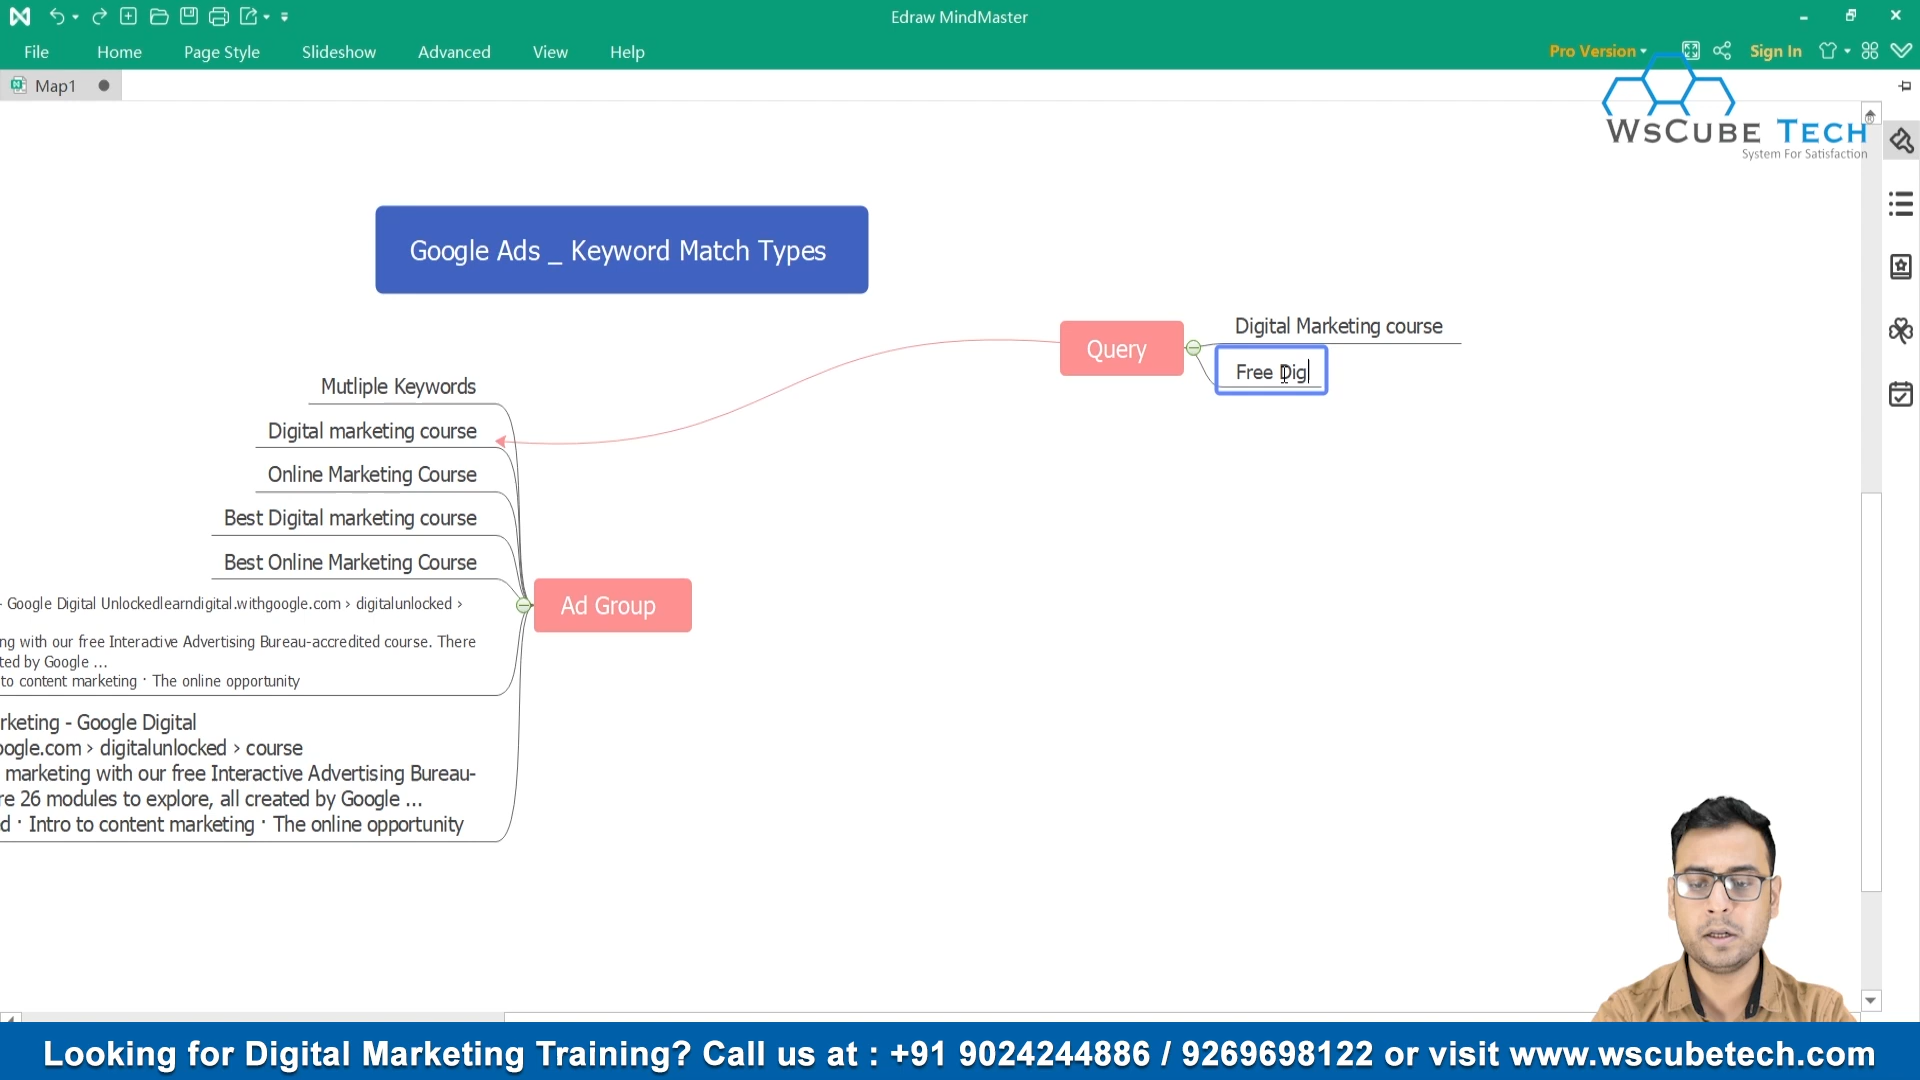 Edraw MindMaster
File Home Page Style Slideshow Advanced View Help Pro Version Sign In
Map1
WsCube Tech
System For Satisfaction
Google Ads _ Keyword Match Types
Query
Digital Marketing course
Free Dig
Mutliple Keywords
Digital marketing course
Online Marketing Course
Best Digital marketing course
Best Online Marketing Course
- Google Digital Unlockedlearndigital.withgoogle.com › digitalunlocked ›
ng with our free Interactive Advertising Bureau-accredited course. There
ted by Google ...
to content marketing · The online opportunity
Ad Group
rketing - Google Digital
oogle.com › digitalunlocked › course
marketing with our free Interactive Advertising Bureau-
re 26 modules to explore, all created by Google ...
d · Intro to content marketing · The online opportunity
Looking for Digital Marketing Training? Call us at : +91 9024244886 / 9269698122 or visit www.wscubetech.com